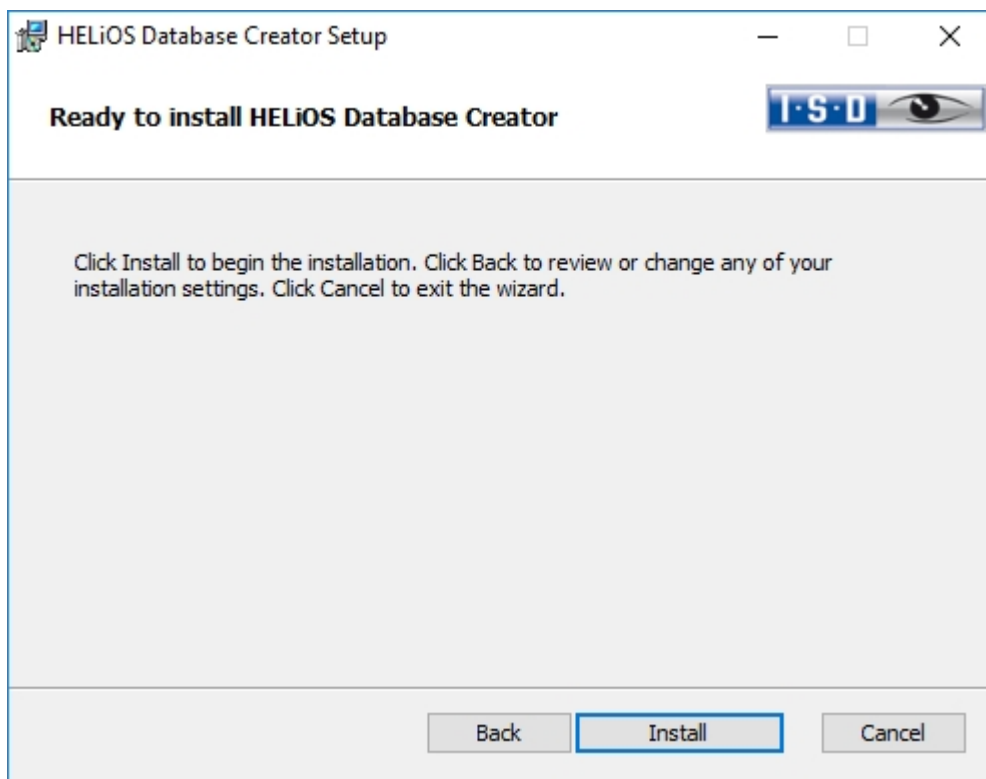 HELiOS Database Creator Setup
Ready to install HELiOS Database Creator
I·S·D
Click Install to begin the installation. Click Back to review or change any of your
installation settings. Click Cancel to exit the wizard.
Back
Install
Cancel